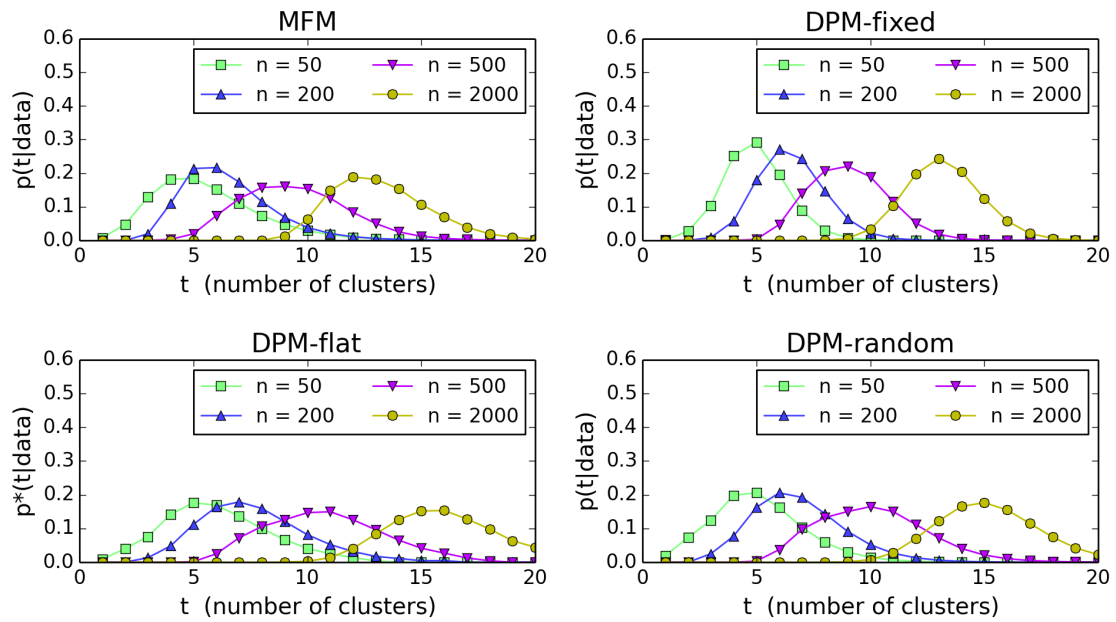 MFM
0.6
0.5
0.4
0.3
0.2
0.1
0.0
p(t|data)
n = 50
n = 500
n = 200
n = 2000
0 5 10 15 20
t (number of clusters)
DPM-fixed
0.6
0.5
0.4
0.3
0.2
0.1
0.0
p(t|data)
n = 50
n = 500
n = 200
n = 2000
0 5 10 15 20
t (number of clusters)
DPM-flat
0.6
0.5
0.4
0.3
0.2
0.1
0.0
p*(t|data)
n = 50
n = 500
n = 200
n = 2000
0 5 10 15 20
t (number of clusters)
DPM-random
0.6
0.5
0.4
0.3
0.2
0.1
0.0
p(t|data)
n = 50
n = 500
n = 200
n = 2000
0 5 10 15 20
t (number of clusters)